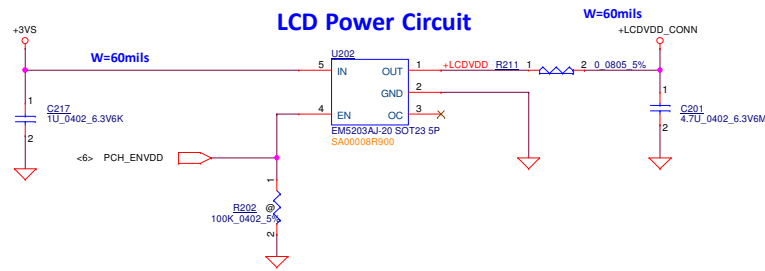 LCD Power Circuit
W=60mils
+3VS
+LCDVDD_CONN
W=60mils
U202
5 IN OUT 1 +LCDVDD R211 1 2 0_0805_5%
GND 2
4 EN OC 3
EM5203AJ-20 SOT23 5P
SA00008R900
1
C217
1U_0402_6.3V6K
2
1
C201
4.7U_0402_6.3V6M
2
<6> PCH_ENVDD
1
R202 @
100K_0402_5%
2